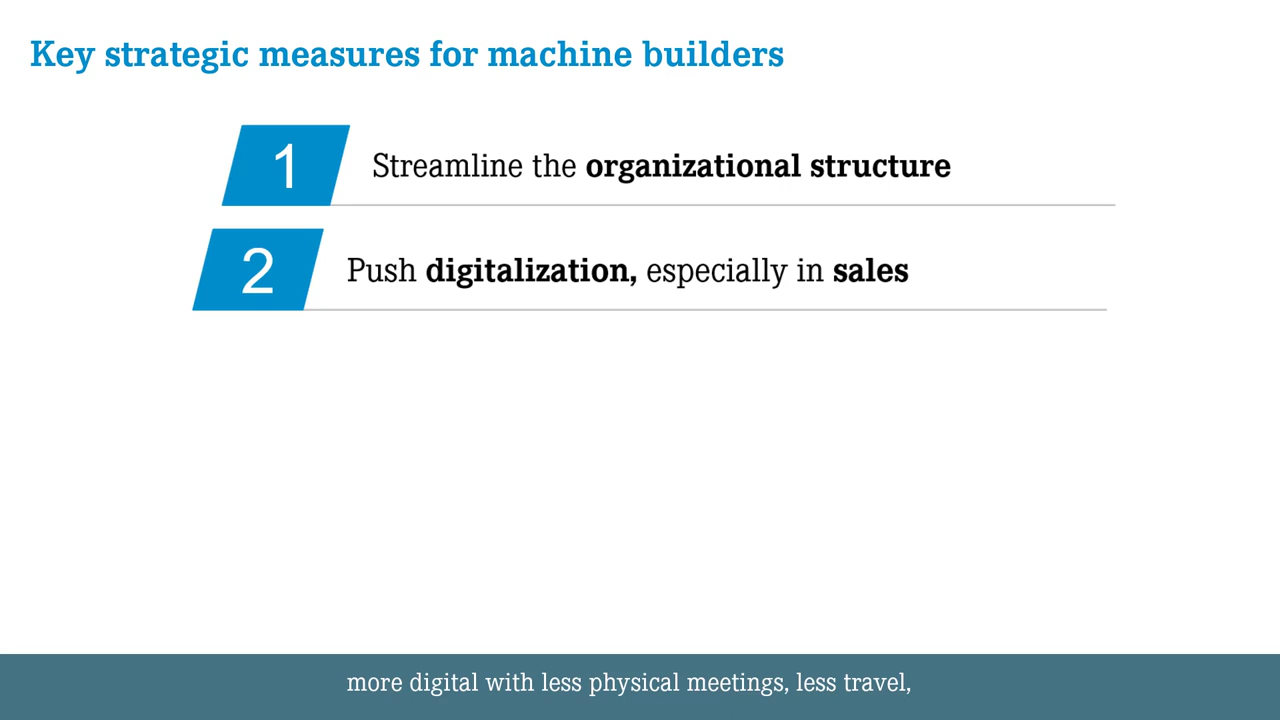 Key strategic measures for machine builders
1 Streamline the organizational structure
2 Push digitalization, especially in sales
more digital with less physical meetings, less travel,